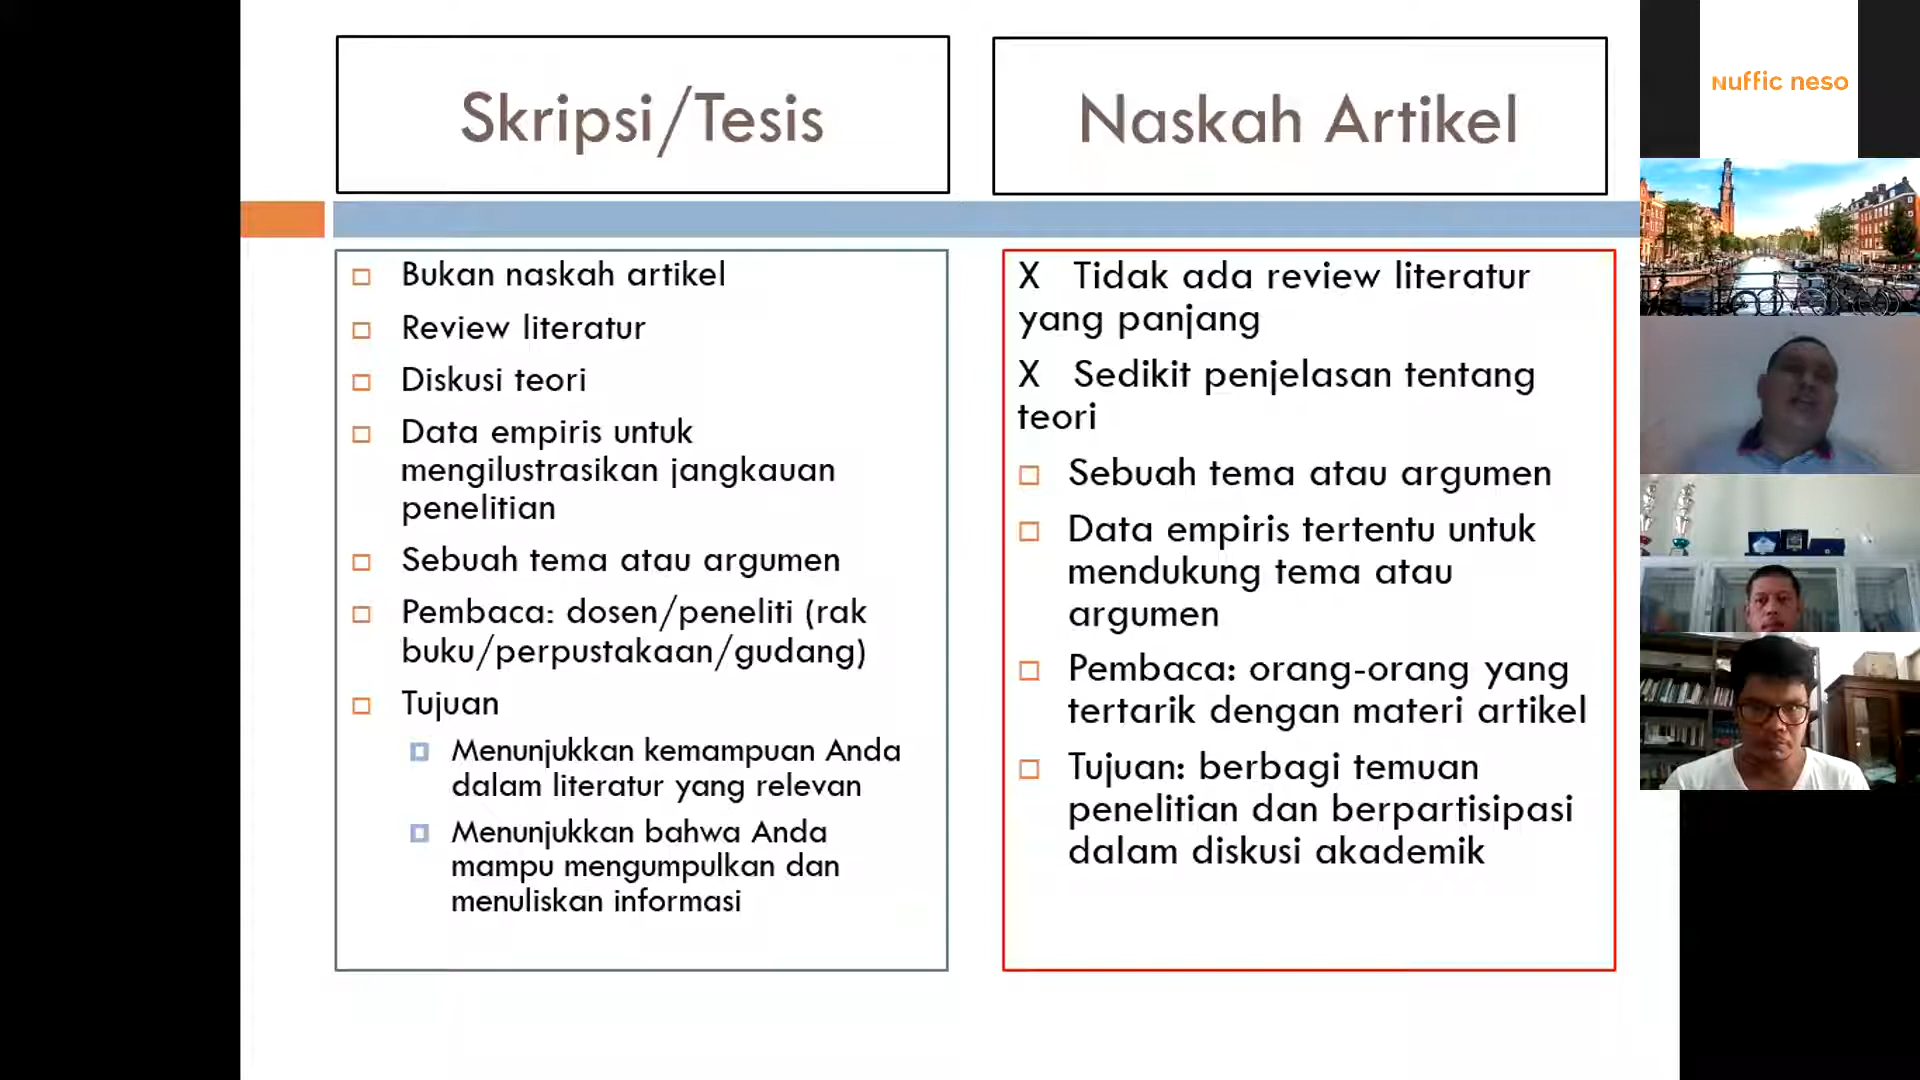 Skripsi/Tesis
Bukan naskah artikel
Review literatur
Diskusi teori
Data empiris untuk
mengilustrasikan jangkauan
penelitian
Sebuah tema atau argumen
Pembaca: dosen/peneliti (rak
buku/perpustakaan/gudang)
Tujuan
Menunjukkan kemampuan Anda
dalam literatur yang relevan
Menunjukkan bahwa Anda
mampu mengumpulkan dan
menuliskan informasi
Naskah Artikel
X Tidak ada review literatur
yang panjang
X Sedikit penjelasan tentang
teori
Sebuah tema atau argumen
Data empiris tertentu untuk
mendukung tema atau
argumen
Pembaca: orang-orang yang
tertarik dengan materi artikel
Tujuan: berbagi temuan
penelitian dan berpartisipasi
dalam diskusi akademik
Nuffic neso